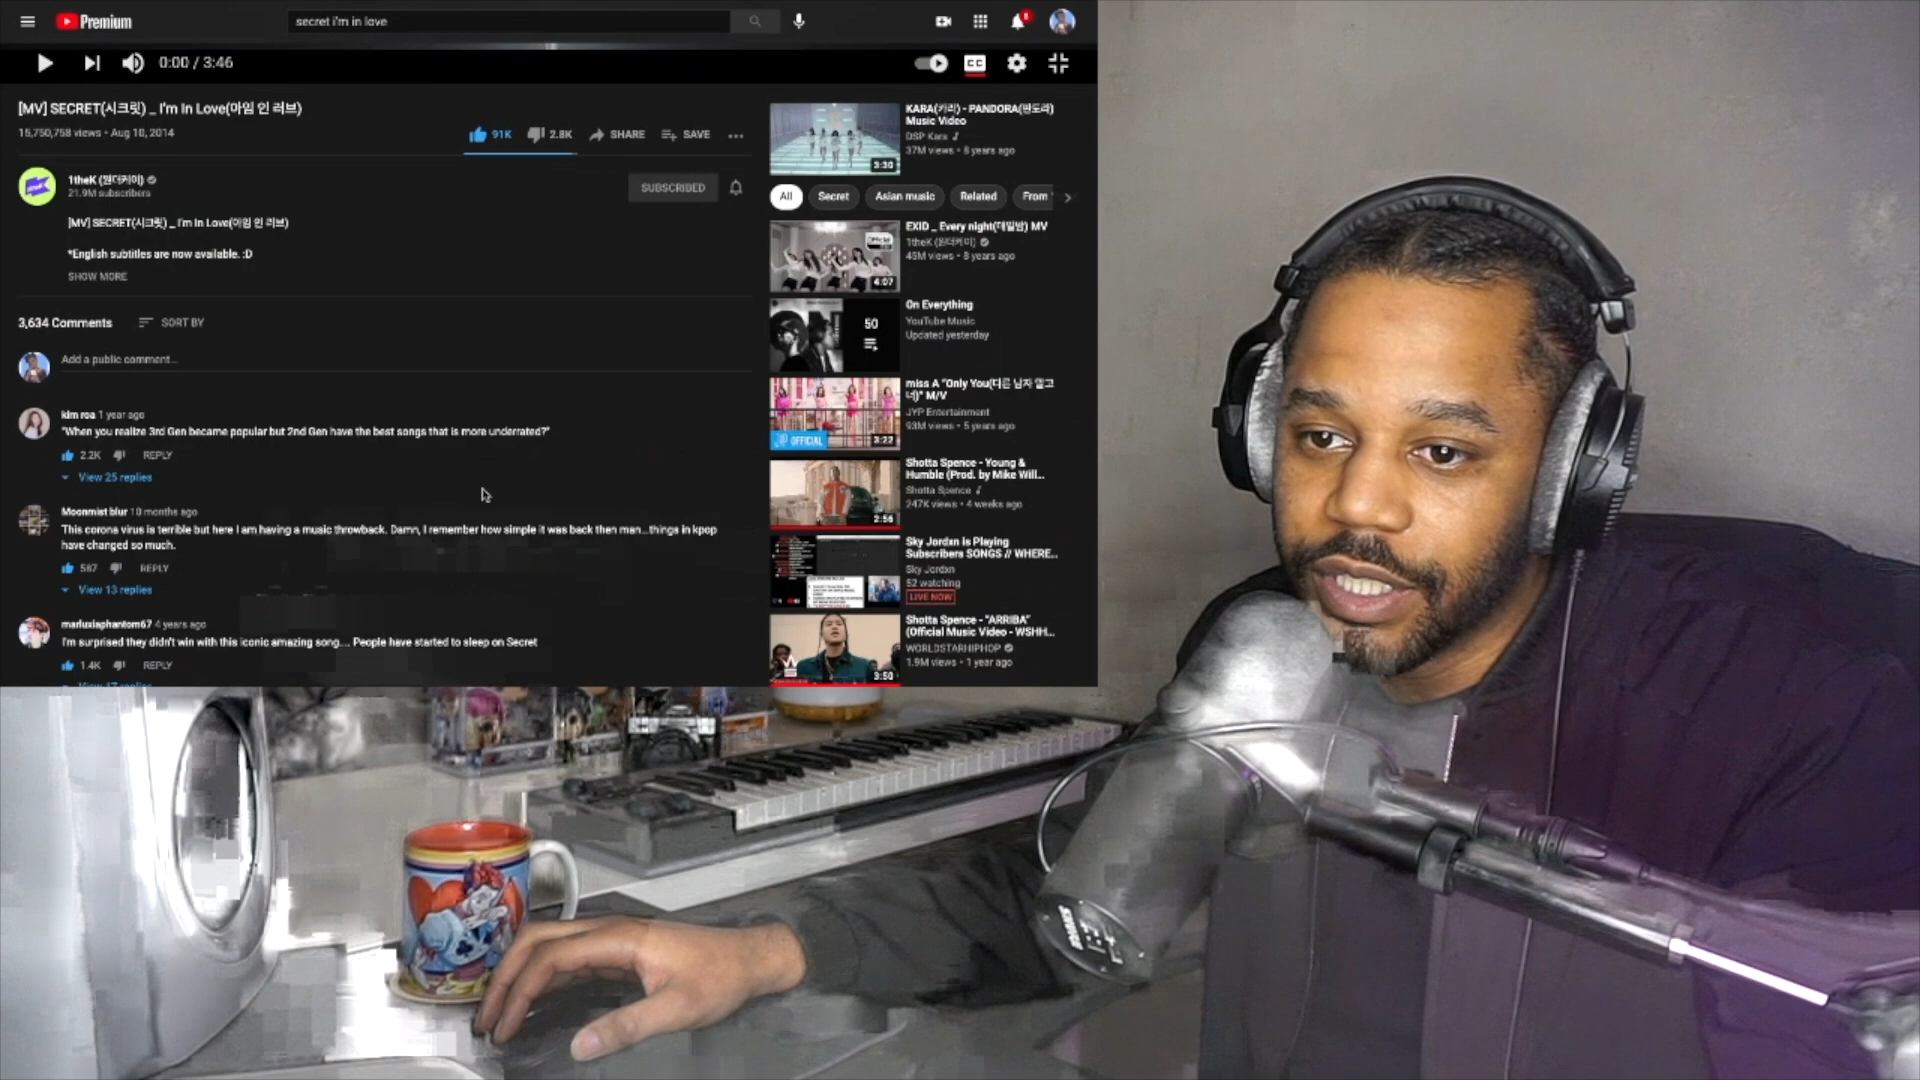 Premium
secret i'm in love
8
0:00 / 3:46
CC
[MV] SECRET(시크릿) _ I'm In Love(아임 인 러브)
15,750,758 views • Aug 10, 2014
91K
2.8K
SHARE
SAVE
1theK (원더케이)
21.9M subscribers
SUBSCRIBED
[MV] SECRET(시크릿) _ I'm In Love(아임 인 러브)
*English subtitles are now available. :D
SHOW MORE
3,634 Comments
SORT BY
Add a public comment...
kim roa 1 year ago
"When you realize 3rd Gen became popular but 2nd Gen have the best songs that is more underrated?"
2.2K
REPLY
View 25 replies
Moonmist blur 10 months ago
This corona virus is terrible but here I am having a music throwback. Damn, I remember how simple it was back then man...things in kpop
have changed so much.
587
REPLY
View 13 replies
marluxiaphantom67 4 years ago
I'm surprised they didn't win with this iconic amazing song.... People have started to sleep on Secret
1.4K
REPLY
View 17 replies
KARA(카라) - PANDORA(판도라)
Music Video
DSP Kara
37M views • 8 years ago
3:30
All
Secret
Asian music
Related
From
EXID _ Every night(매일밤) MV
1theK (원더케이)
45M views • 8 years ago
4:07
On Everything
YouTube Music
Updated yesterday
50
miss A "Only You(다른 남자 말고
너)" M/V
JYP Entertainment
93M views • 5 years ago
OFFICIAL
3:22
Shotta Spence - Young &
Humble (Prod. by Mike Will...
Shotta Spence
247K views • 4 weeks ago
2:56
Sky Jordxn is Playing
Subscribers SONGS // WHERE...
Sky Jordxn
52 watching
LIVE NOW
Shotta Spence - "ARRIBA"
(Official Music Video - WSHH...
WORLDSTARHIPHOP
1.9M views • 1 year ago
3:50